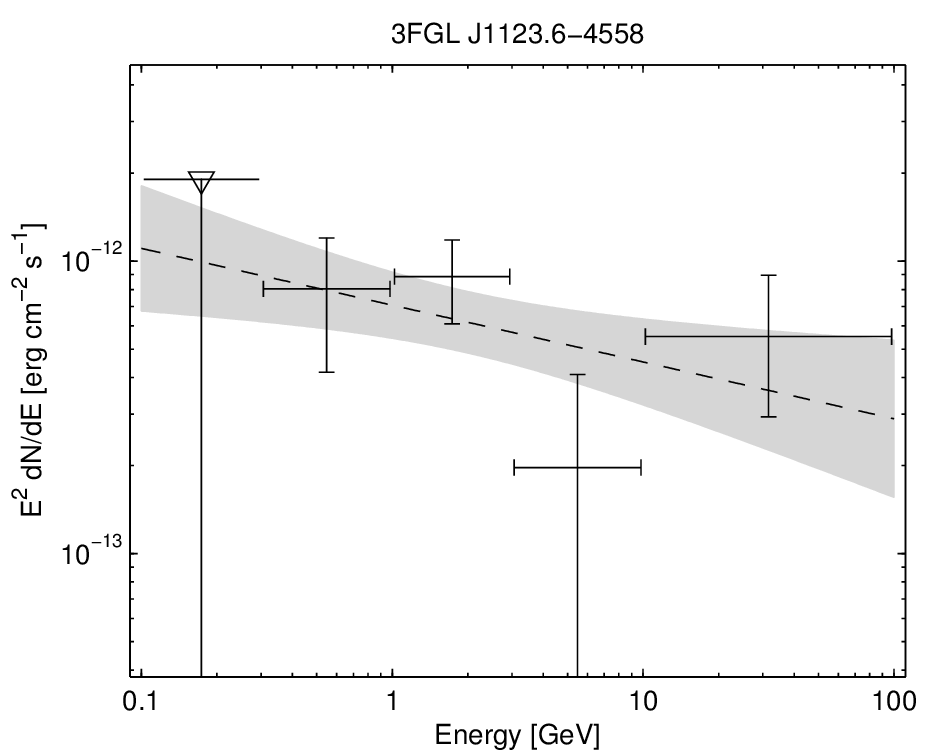 3FGL J1123.6−4558
E² dN/dE [erg cm⁻² s⁻¹]
10⁻¹²
10⁻¹³
0.1 1 10 100
Energy [GeV]